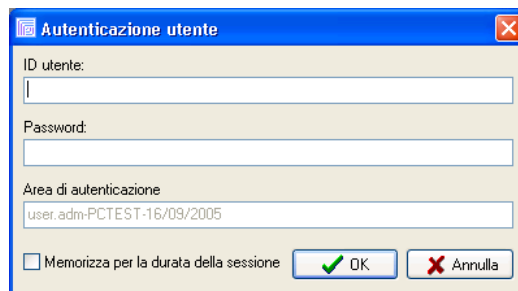 Autenticazione utente
ID utente:
Password:
Area di autenticazione
user.adm-PCTEST-16/09/2005
Memorizza per la durata della sessione
OK
Annulla